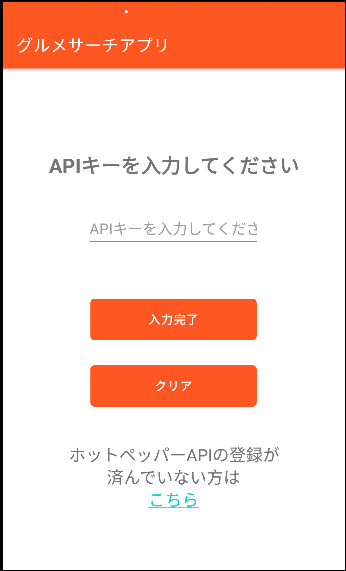 グルメサーチアプリ
APIキーを入力してください
APIキーを入力してくださ
入力完了
クリア
ホットペッパーAPIの登録が
済んでいない方は
こちら